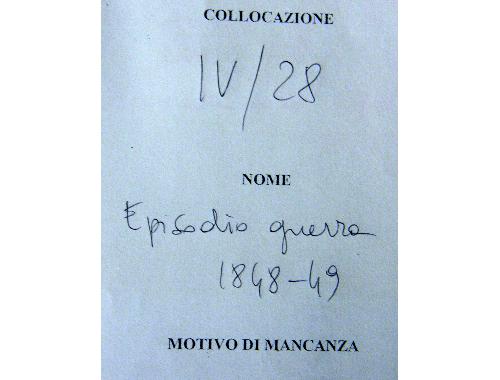 COLLOCAZIONE
IV/28
NOME
Episodio guerra
1848-49
MOTIVO DI MANCANZA